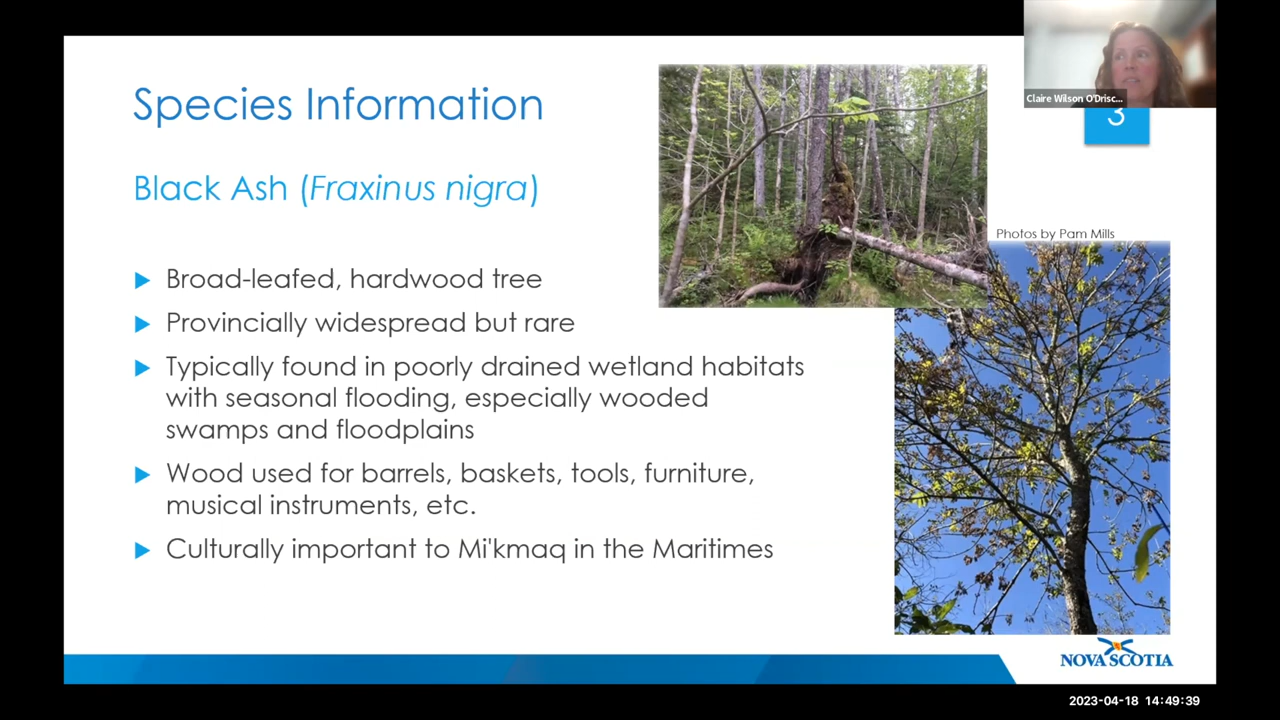 Species Information
Black Ash (Fraxinus nigra)
Broad-leafed, hardwood tree
Provincially widespread but rare
Typically found in poorly drained wetland habitats
with seasonal flooding, especially wooded
swamps and floodplains
Wood used for barrels, baskets, tools, furniture,
musical instruments, etc.
Culturally important to Mi'kmaq in the Maritimes
Claire Wilson O'Drisc...
3
Photos by Pam Mills
NOVA SCOTIA
2023-04-18 14:49:39